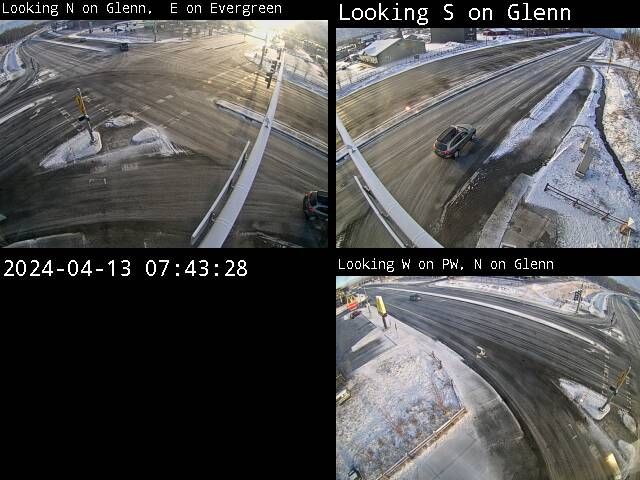 Looking N on Glenn,  E on Evergreen
Looking S on Glenn
2024-04-13 07:43:28
Looking W on PW, N on Glenn